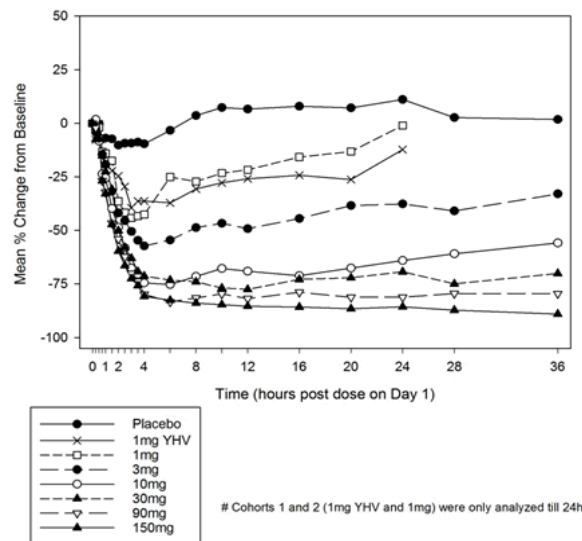 50
25
0
-25
-50
-75
-100
Mean % Change from Baseline
0 1 2 4 6 8 10 12 16 20 24 28 36
Time (hours post dose on Day 1)
Placebo
1mg YHV
1mg
3mg
10mg
30mg
90mg
150mg
# Cohorts 1 and 2 (1mg YHV and 1mg) were only analyzed till 24h